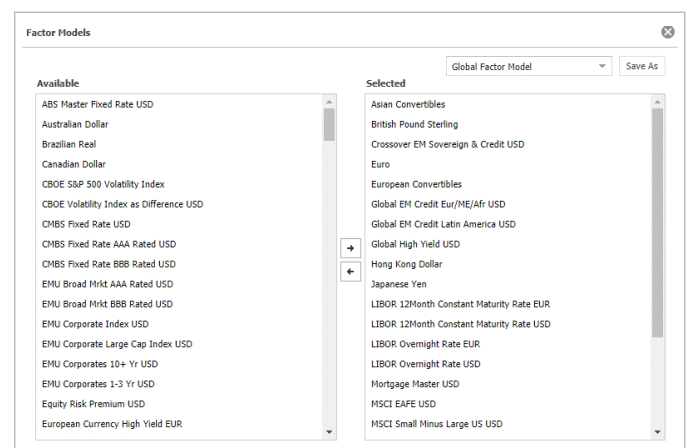 Factor Models
Global Factor Model
Save As
Available
ABS Master Fixed Rate USD
Australian Dollar
Brazilian Real
Canadian Dollar
CBOE S&P 500 Volatility Index
CBOE Volatility Index as Difference USD
CMBS Fixed Rate USD
CMBS Fixed Rate AAA Rated USD
CMBS Fixed Rate BBB Rated USD
EMU Broad Mrkt AAA Rated USD
EMU Broad Mrkt BBB Rated USD
EMU Corporate Index USD
EMU Corporate Large Cap Index USD
EMU Corporates 10+ Yr USD
EMU Corporates 1-3 Yr USD
Equity Risk Premium USD
European Currency High Yield EUR
Selected
Asian Convertibles
British Pound Sterling
Crossover EM Sovereign & Credit USD
Euro
European Convertibles
Global EM Credit Eur/ME/Afr USD
Global EM Credit Latin America USD
Global High Yield USD
Hong Kong Dollar
Japanese Yen
LIBOR 12Month Constant Maturity Rate EUR
LIBOR 12Month Constant Maturity Rate USD
LIBOR Overnight Rate EUR
LIBOR Overnight Rate USD
Mortgage Master USD
MSCI EAFE USD
MSCI Small Minus Large US USD